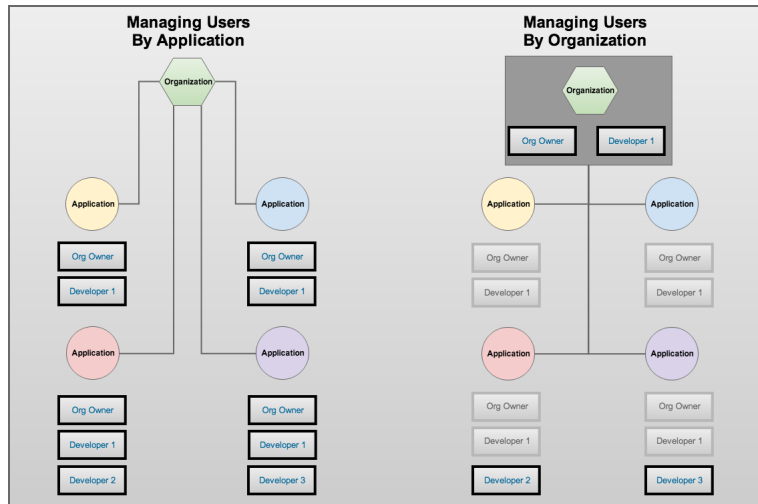 Managing Users
By Application
Organization
Application
Application
Org Owner
Developer 1
Org Owner
Developer 1
Application
Application
Org Owner
Developer 1
Developer 2
Org Owner
Developer 1
Developer 3
Managing Users
By Organization
Organization
Org Owner
Developer 1
Application
Application
Org Owner
Developer 1
Org Owner
Developer 1
Application
Application
Org Owner
Developer 1
Developer 2
Org Owner
Developer 1
Developer 3